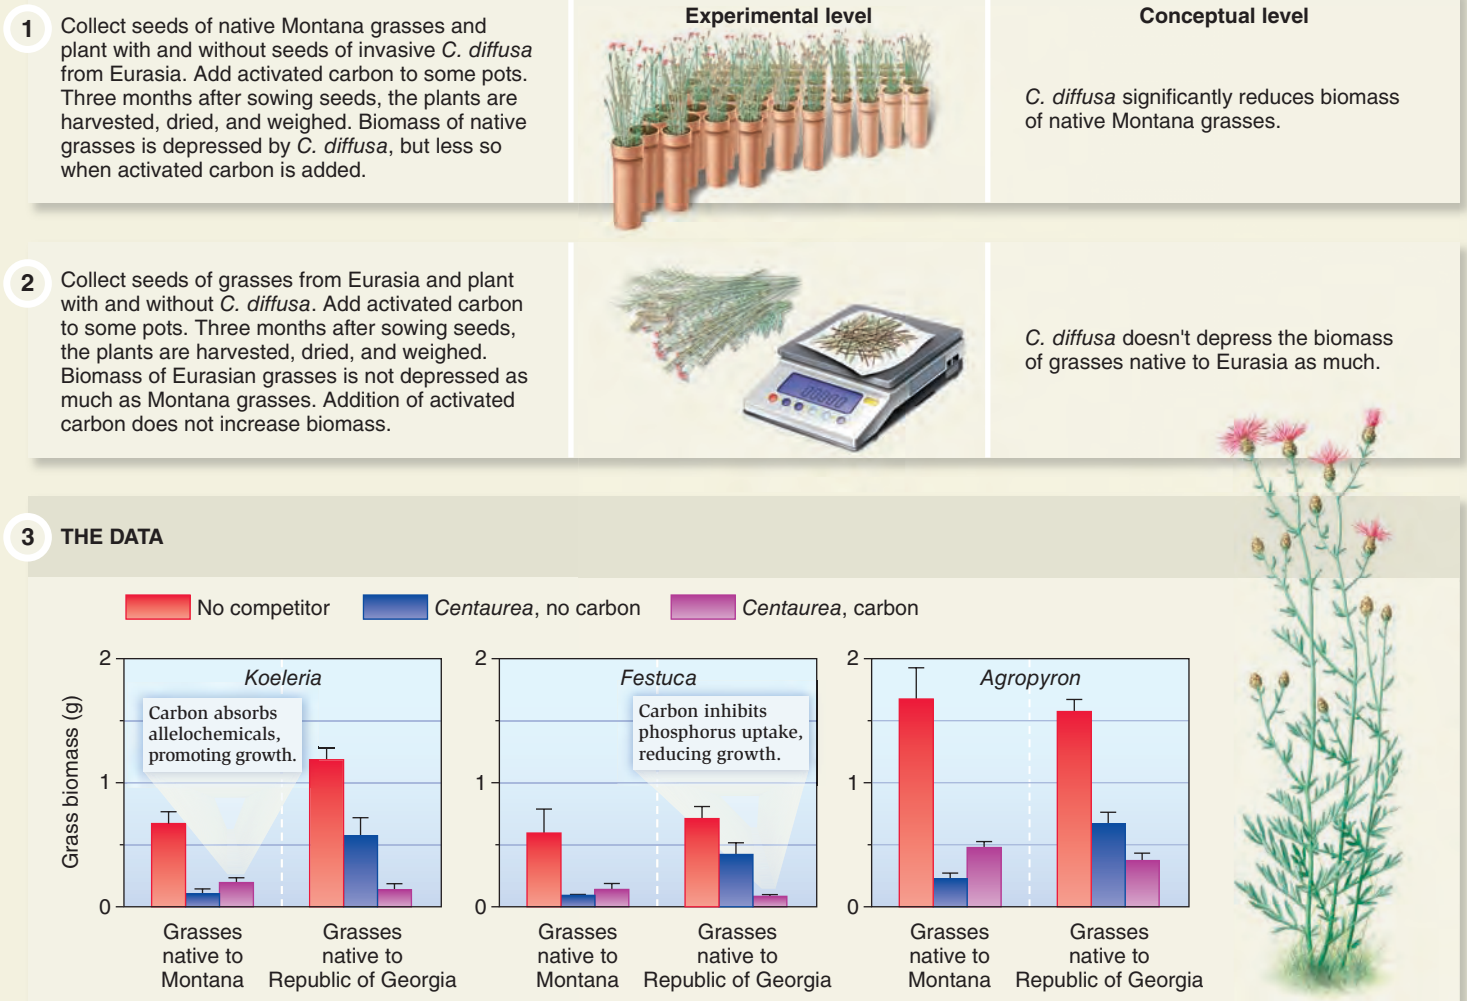 1
Collect seeds of native Montana grasses and
plant with and without seeds of invasive C. diffusa
from Eurasia. Add activated carbon to some pots.
Three months after sowing seeds, the plants are
harvested, dried, and weighed. Biomass of native
grasses is depressed by C. diffusa, but less so
when activated carbon is added.
Experimental level
Conceptual level
C. diffusa significantly reduces biomass
of native Montana grasses.
2
Collect seeds of grasses from Eurasia and plant
with and without C. diffusa. Add activated carbon
to some pots. Three months after sowing seeds,
the plants are harvested, dried, and weighed.
Biomass of Eurasian grasses is not depressed as
much as Montana grasses. Addition of activated
carbon does not increase biomass.
00000
C. diffusa doesn't depress the biomass
of grasses native to Eurasia as much.
3
THE DATA
No competitor
Centaurea, no carbon
Centaurea, carbon
Grass biomass (g)
2
1
0
Koeleria
Carbon absorbs
allelochemicals,
promoting growth.
Grasses
native to
Montana
Grasses
native to
Republic of Georgia
2
1
0
Festuca
Carbon inhibits
phosphorus uptake,
reducing growth.
Grasses
native to
Montana
Grasses
native to
Republic of Georgia
2
1
0
Agropyron
Grasses
native to
Montana
Grasses
native to
Republic of Georgia